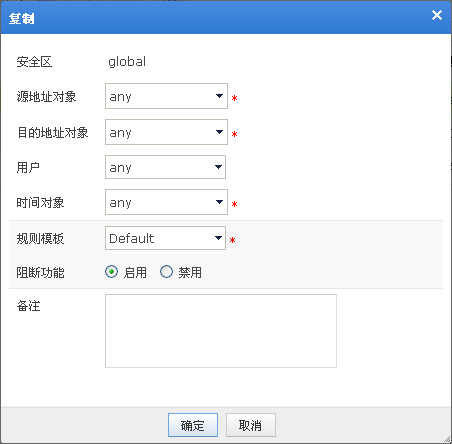 复制
安全区 global
源地址对象 any *
目的地址对象 any *
用户 any
时间对象 any *
规则模板 Default *
阻断功能 启用 禁用
备注
确定 取消